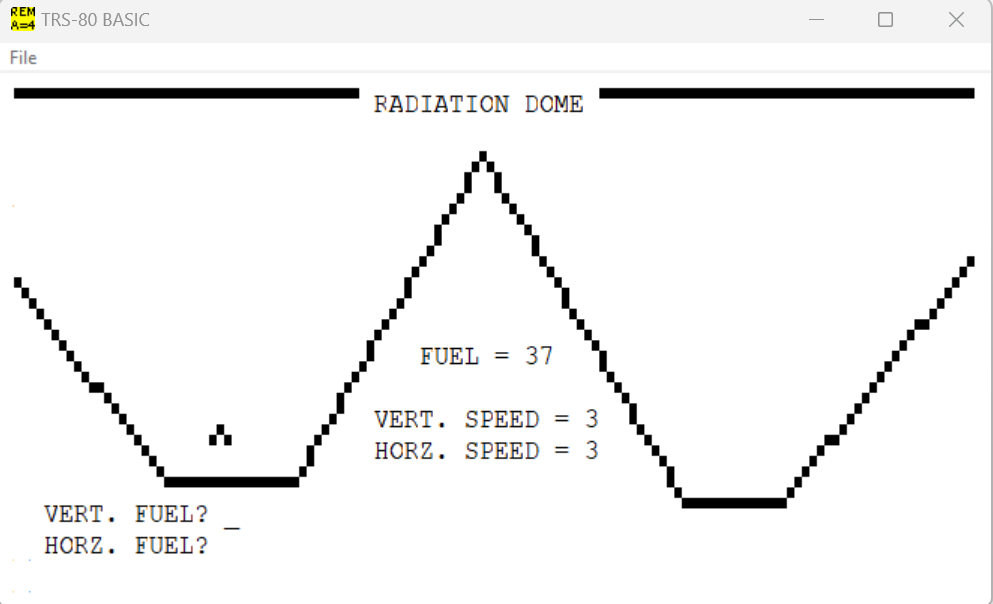 REM
A=4
TRS-80 BASIC
File
RADIATION DOME
FUEL = 37
VERT. SPEED = 3
HORZ. SPEED = 3
VERT. FUEL? _
HORZ. FUEL?